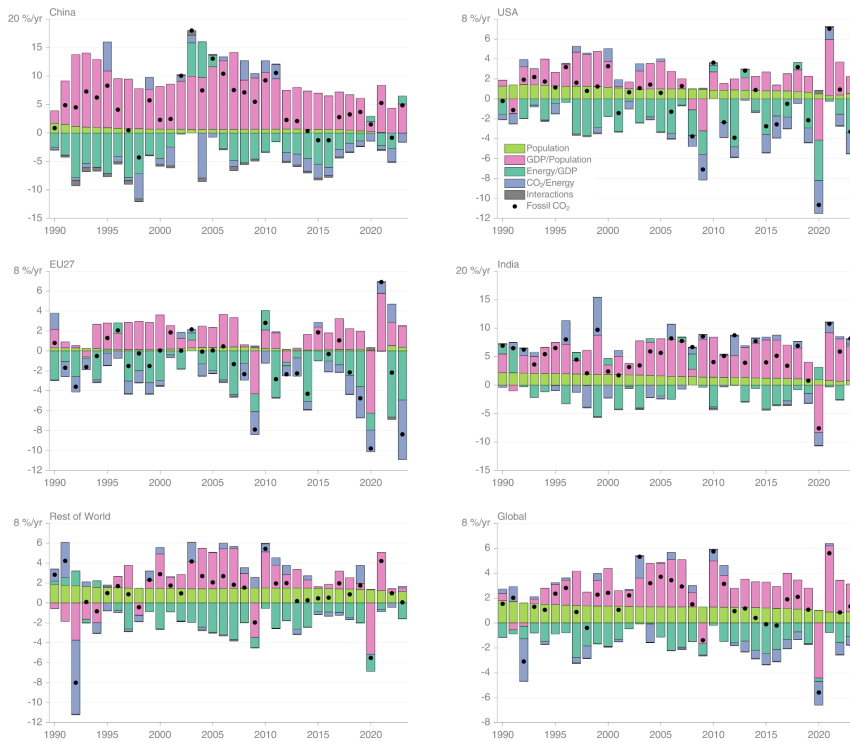 China
20 %/yr
15
10
5
0
-5
-10
-15
1990 1995 2000 2005 2010 2015 2020
USA
8 %/yr
6
4
2
0
-2
-4
-6
-8
-10
-12
Population
GDP/Population
Energy/GDP
CO₂/Energy
Interactions
Fossil CO₂
1990 1995 2000 2005 2010 2015 2020
EU27
8 %/yr
6
4
2
0
-2
-4
-6
-8
-10
-12
1990 1995 2000 2005 2010 2015 2020
India
20 %/yr
15
10
5
0
-5
-10
-15
1990 1995 2000 2005 2010 2015 2020
Rest of World
8 %/yr
6
4
2
0
-2
-4
-6
-8
-10
-12
1990 1995 2000 2005 2010 2015 2020
Global
8 %/yr
6
4
2
0
-2
-4
-6
-8
1990 1995 2000 2005 2010 2015 2020